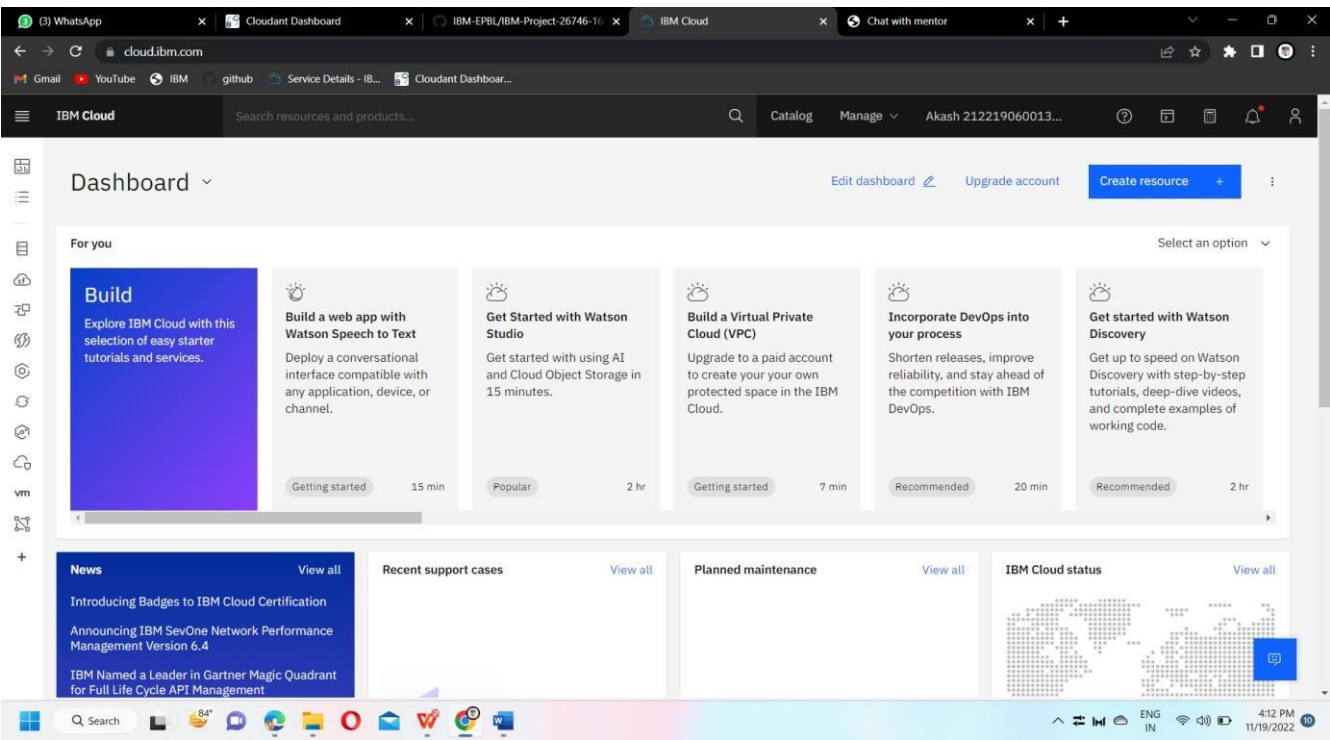 (3) WhatsApp
Cloudant Dashboard
IBM-EPBL/IBM-Project-26746-16
IBM Cloud
Chat with mentor
cloud.ibm.com
Gmail
YouTube
IBM
github
Service Details - IB...
Cloudant Dashboar...
IBM Cloud
Search resources and products...
Catalog
Manage
Akash 212219060013...
Dashboard
Edit dashboard
Upgrade account
Create resource +
For you
Select an option
Build
Explore IBM Cloud with this
selection of easy starter
tutorials and services.
Build a web app with
Watson Speech to Text
Deploy a conversational
interface compatible with
any application, device, or
channel.
Getting started
15 min
Get Started with Watson
Studio
Get started with using AI
and Cloud Object Storage in
15 minutes.
Popular
2 hr
Build a Virtual Private
Cloud (VPC)
Upgrade to a paid account
to create your your own
protected space in the IBM
Cloud.
Getting started
7 min
Incorporate DevOps into
your process
Shorten releases, improve
reliability, and stay ahead of
the competition with IBM
DevOps.
Recommended
20 min
Get started with Watson
Discovery
Get up to speed on Watson
Discovery with step-by-step
tutorials, deep-dive videos,
and complete examples of
working code.
Recommended
2 hr
vm
News
View all
Introducing Badges to IBM Cloud Certification
Announcing IBM SevOne Network Performance
Management Version 6.4
IBM Named a Leader in Gartner Magic Quadrant
for Full Life Cycle API Management
Recent support cases
View all
Planned maintenance
View all
IBM Cloud status
View all
Search
84°
ENG
IN
4:12 PM
11/19/2022
10